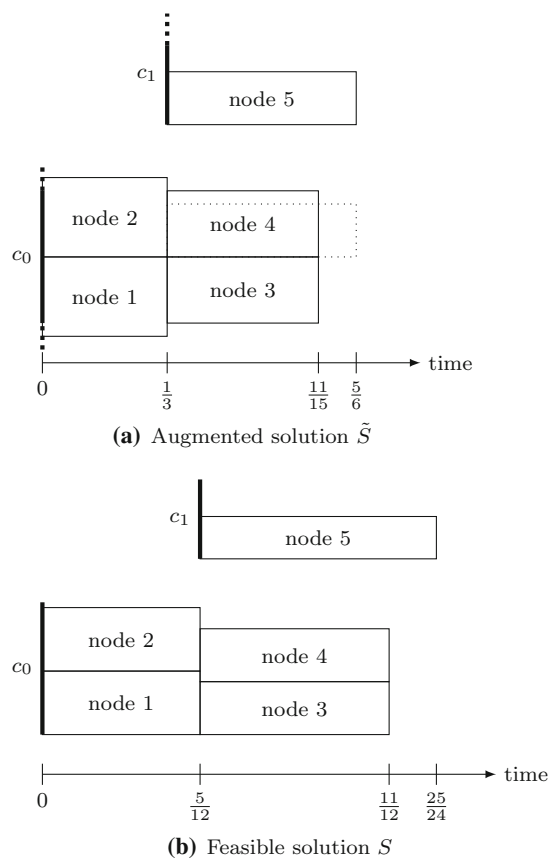 c₁
node 5
node 2
node 4
c₀
node 1
node 3
time
0 1/3 11/15 5/6
(a) Augmented solution S̃
c₁
node 5
node 2
node 4
c₀
node 1
node 3
time
0 5/12 11/12 25/24
(b) Feasible solution S